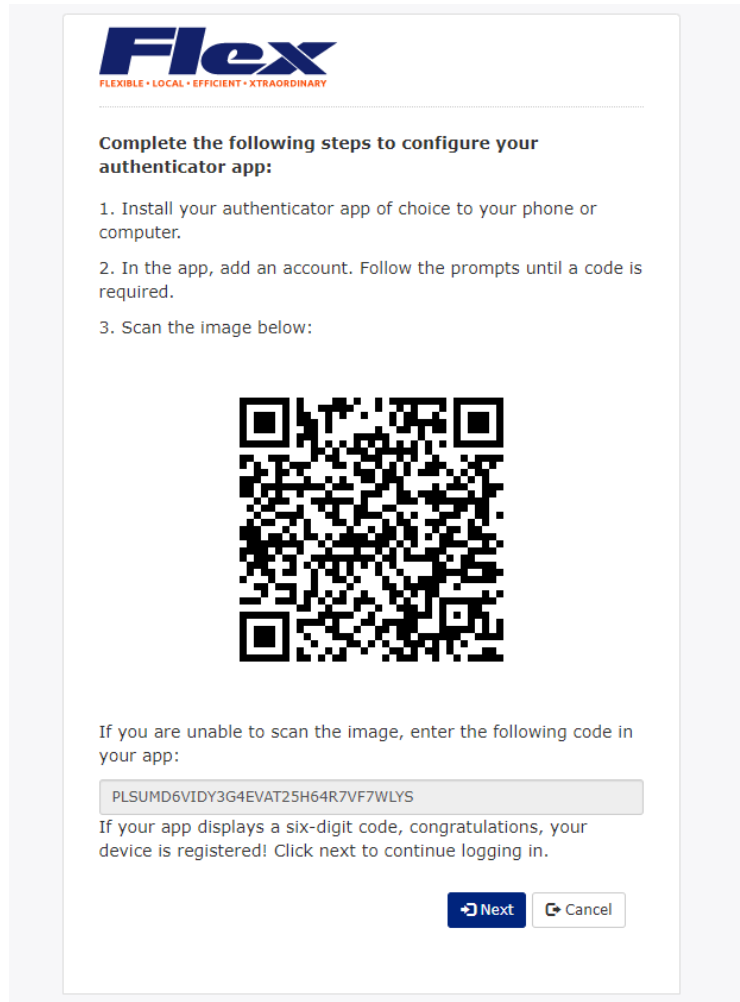 Flex
FLEXIBLE • LOCAL • EFFICIENT • XTRAORDINARY
Complete the following steps to configure your
authenticator app:
1. Install your authenticator app of choice to your phone or
computer.
2. In the app, add an account. Follow the prompts until a code is
required.
3. Scan the image below:
If you are unable to scan the image, enter the following code in
your app:
PLSUMD6VIDY3G4EVAT25H64R7VF7WLYS
If your app displays a six-digit code, congratulations, your
device is registered! Click next to continue logging in.
Next Cancel